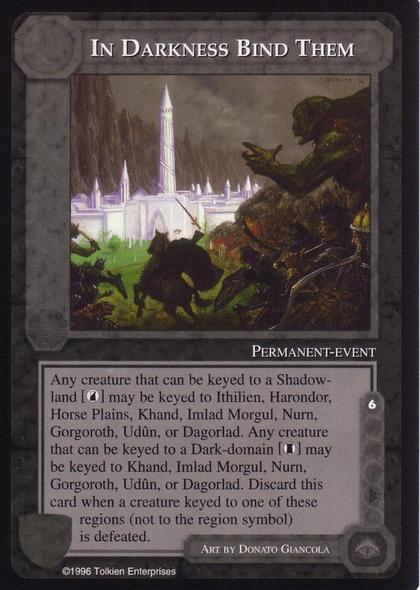 In Darkness Bind Them
Permanent-event
Any creature that can be keyed to a Shadow-
land [ ] may be keyed to Ithilien, Harondor,
Horse Plains, Khand, Imlad Morgul, Nurn,
Gorgoroth, Udûn, or Dagorlad. Any creature
that can be keyed to a Dark-domain [ ] may
be keyed to Khand, Imlad Morgul, Nurn,
Gorgoroth, Udûn, or Dagorlad. Discard this
card when a creature keyed to one of these
regions (not to the region symbol)
is defeated.
6
Art by Donato Giancola
©1996 Tolkien Enterprises